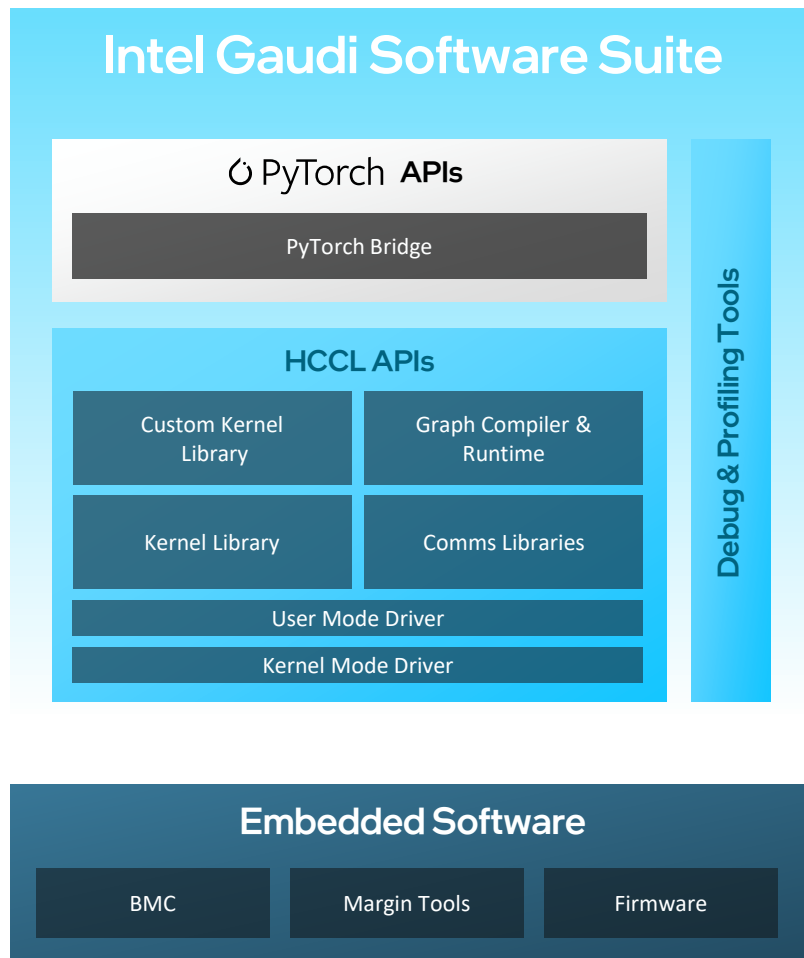 Intel Gaudi Software Suite
PyTorch APIs
PyTorch Bridge
HCCL APIs
Custom Kernel
Library
Graph Compiler &
Runtime
Kernel Library
Comms Libraries
User Mode Driver
Kernel Mode Driver
Debug & Profiling Tools
Embedded Software
BMC
Margin Tools
Firmware